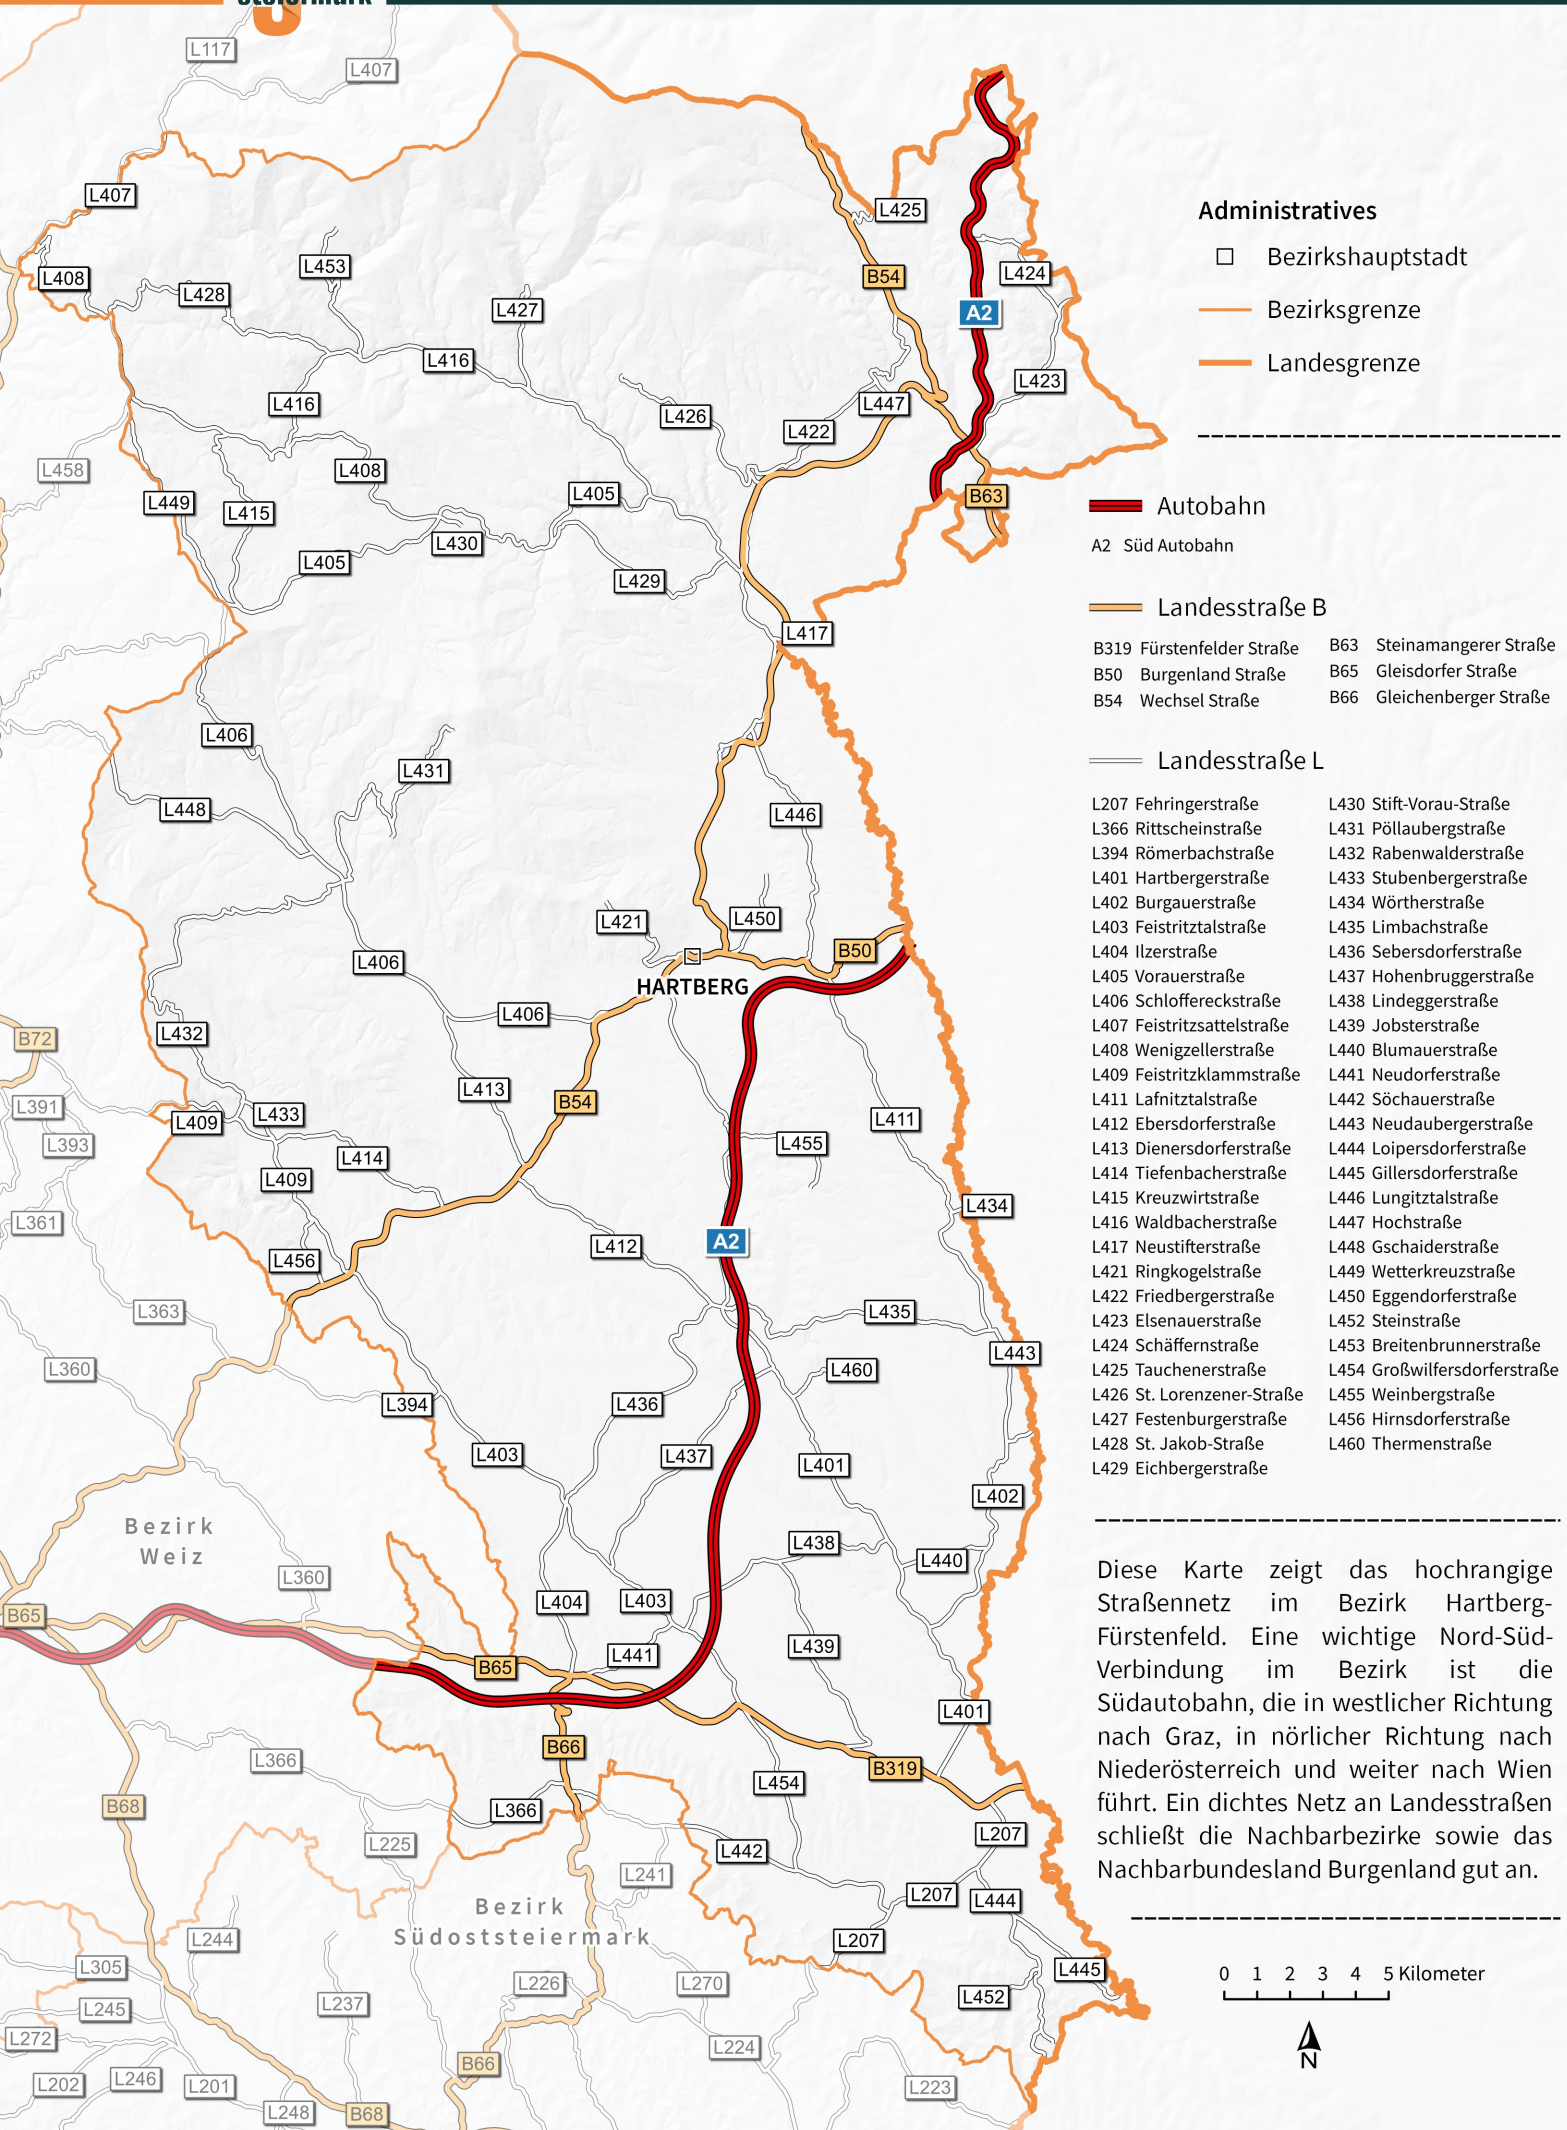 Steiermark
L117
L407
L407
L425
L453
L408
L428
B54
L424
L427
A2
L416
L423
L416
L447
L426
L422
L458
L408
L405
B63
L449
L415
L430
L405
L429
L417
L406
L431
L448
L446
L421
L450
B50
L406
HARTBERG
L406
L432
B72
L413
B54
L391
L433
L409
L411
L393
L455
L414
L409
L434
L361
A2
L412
L456
L363
L435
L443
L360
L460
L394
L436
L403
L437
L401
L402
Bezirk
Weiz
L438
L440
L360
L404
L403
B65
L439
L441
B65
L401
B66
L366
B319
L454
B68
L366
L207
L225
L442
L241
L207
L444
Bezirk
Südoststeiermark
L244
L207
L305
L445
L226
L270
L452
L237
L245
L272
L224
B66
L202
L246
L201
L223
L248
B68
Administratives
Bezirkshauptstadt
Bezirksgrenze
Landesgrenze
Autobahn
A2 Süd Autobahn
Landesstraße B
B319 Fürstenfelder Straße
B50 Burgenland Straße
B54 Wechsel Straße
B63 Steinamangerer Straße
B65 Gleisdorfer Straße
B66 Gleichenberger Straße
Landesstraße L
L207 Fehringerstraße
L366 Rittscheinstraße
L394 Römerbachstraße
L401 Hartbergerstraße
L402 Burgauerstraße
L403 Feistritztalstraße
L404 Ilzerstraße
L405 Vorauerstraße
L406 Schloffereckstraße
L407 Feistritzsattelstraße
L408 Wenigzellerstraße
L409 Feistritzklammstraße
L411 Lafnitztalstraße
L412 Ebersdorferstraße
L413 Dienersdorferstraße
L414 Tiefenbacherstraße
L415 Kreuzwirtstraße
L416 Waldbacherstraße
L417 Neustifterstraße
L421 Ringkogelstraße
L422 Friedbergerstraße
L423 Elsenauerstraße
L424 Schäffernstraße
L425 Tauchenerstraße
L426 St. Lorenzener-Straße
L427 Festenburgerstraße
L428 St. Jakob-Straße
L429 Eichbergerstraße
L430 Stift-Vorau-Straße
L431 Pöllaubergstraße
L432 Rabenwalderstraße
L433 Stubenbergerstraße
L434 Wörtherstraße
L435 Limbachstraße
L436 Sebersdorferstraße
L437 Hohenbruggerstraße
L438 Lindeggerstraße
L439 Jobsterstraße
L440 Blumauerstraße
L441 Neudorferstraße
L442 Söchauerstraße
L443 Neudaubergerstraße
L444 Loipersdorferstraße
L445 Gillersdorferstraße
L446 Lungitztalstraße
L447 Hochstraße
L448 Gschaiderstraße
L449 Wetterkreuzstraße
L450 Eggendorferstraße
L452 Steinstraße
L453 Breitenbrunnerstraße
L454 Großwilfersdorferstraße
L455 Weinbergstraße
L456 Hirnsdorferstraße
L460 Thermenstraße
Diese Karte zeigt das hochrangige
Straßennetz im Bezirk Hartberg-
Fürstenfeld. Eine wichtige Nord-Süd-
Verbindung im Bezirk ist die
Südautobahn, die in westlicher Richtung
nach Graz, in nörlicher Richtung nach
Niederösterreich und weiter nach Wien
führt. Ein dichtes Netz an Landesstraßen
schließt die Nachbarbezirke sowie das
Nachbarbundesland Burgenland gut an.
0 1 2 3 4 5 Kilometer
N